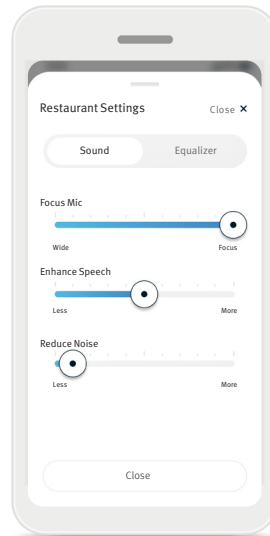 Restaurant Settings
Close ×
Sound Equalizer
Focus Mic
Wide Focus
Enhance Speech
Less More
Reduce Noise
Less More
Close